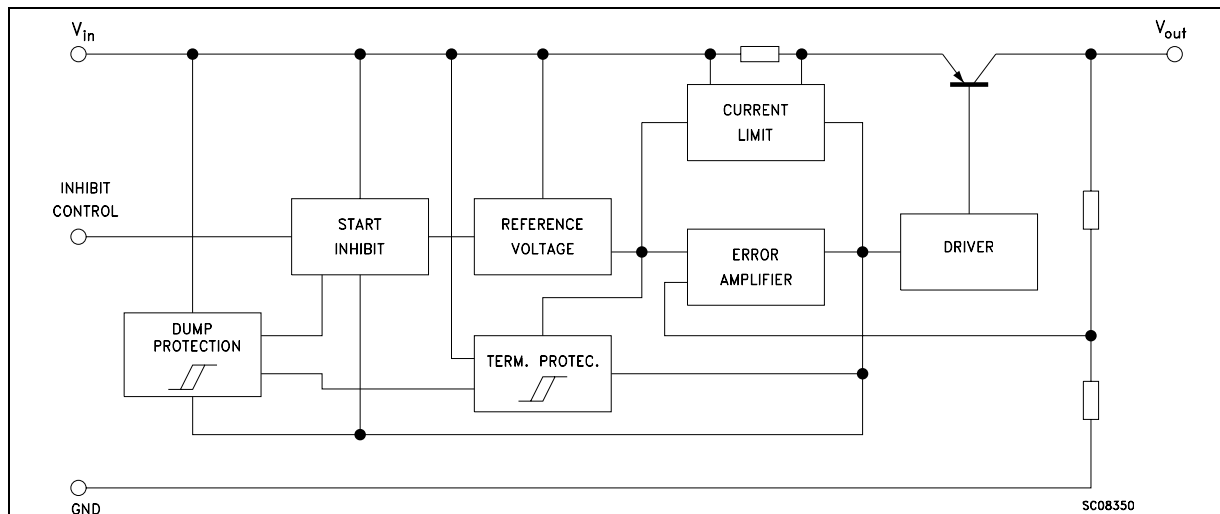 Vin
Vout
CURRENT
LIMIT
INHIBIT
CONTROL
START
INHIBIT
REFERENCE
VOLTAGE
ERROR
AMPLIFIER
DRIVER
DUMP
PROTECTION
TERM. PROTEC.
GND
SC08350